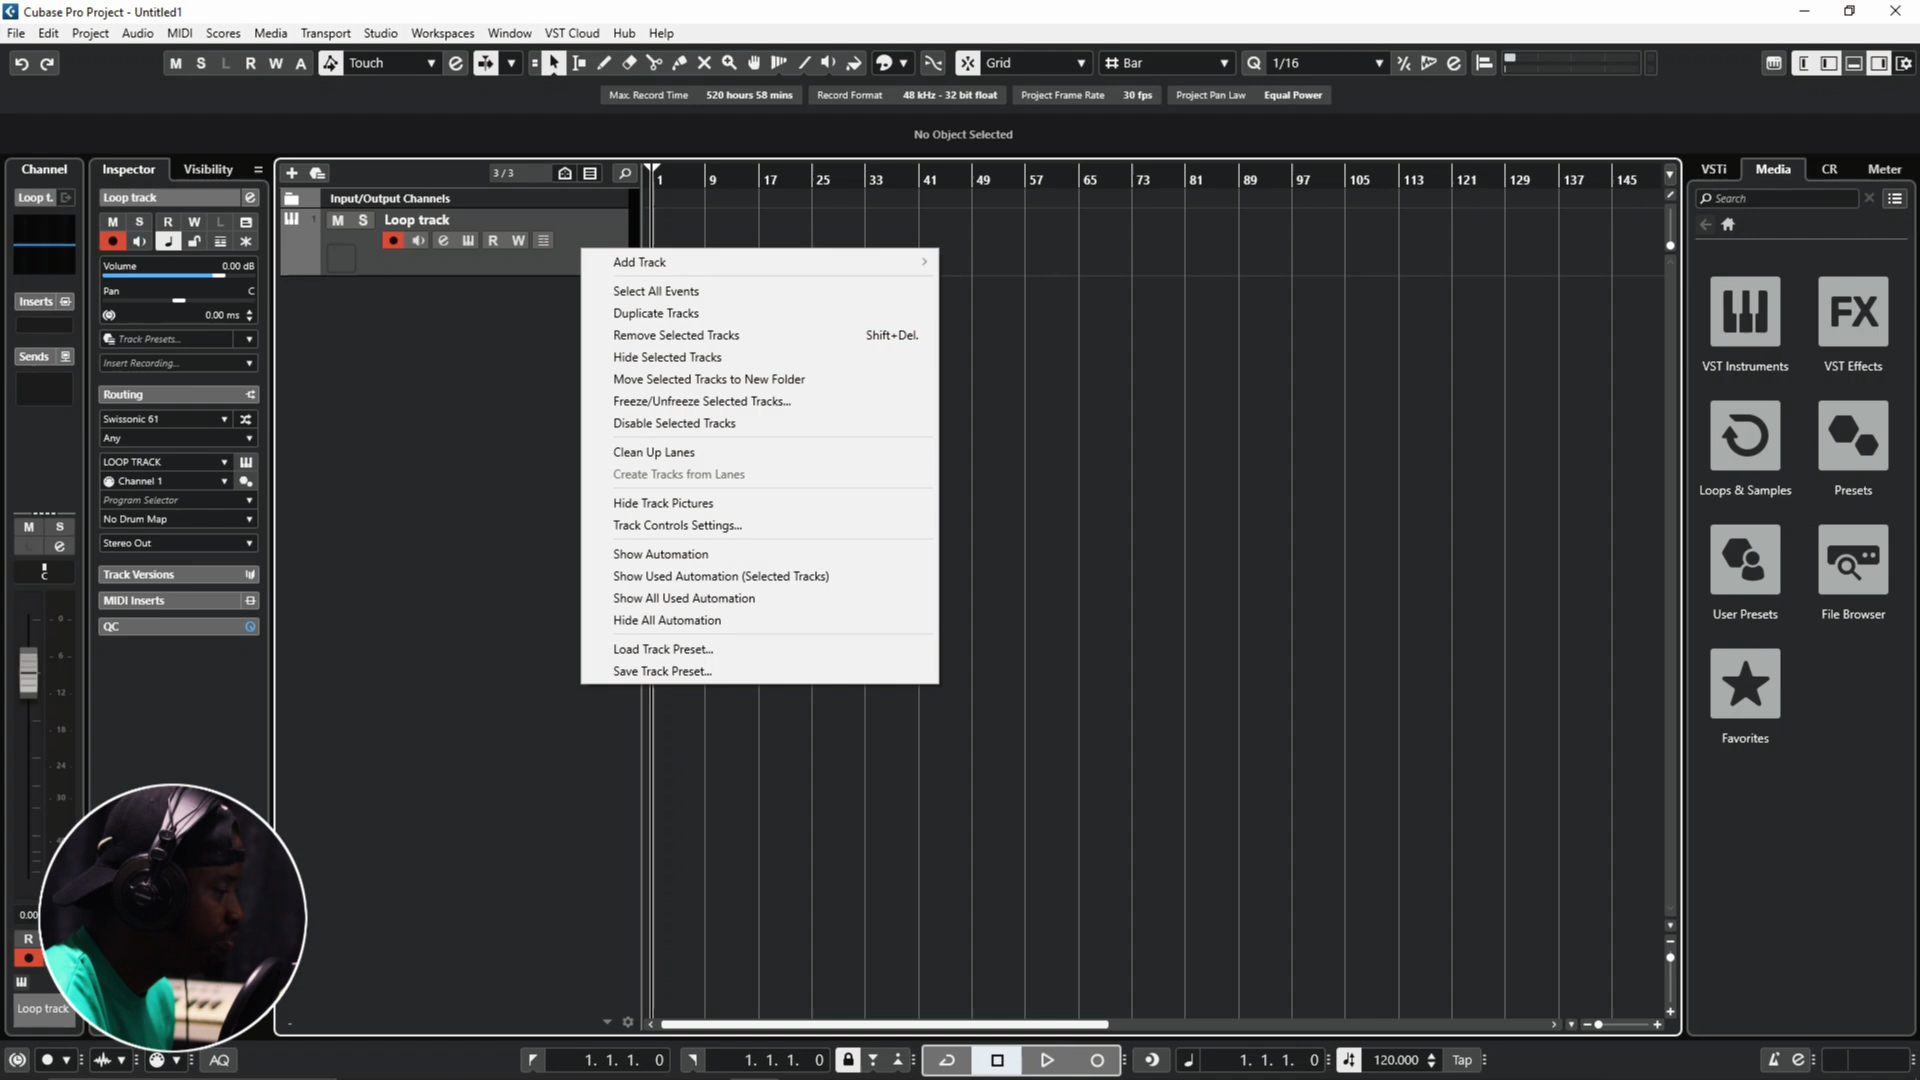 Cubase Pro Project - Untitled1
File Edit Project Audio MIDI Scores Media Transport Studio Workspaces Window VST Cloud Hub Help
M S L R W A Touch Grid Bar Q 1/16
Max. Record Time 520 hours 58 mins Record Format 48 kHz - 32 bit float Project Frame Rate 30 fps Project Pan Law Equal Power
No Object Selected
Channel Inspector Visibility
3 / 3
1 9 17 25 33 41 49 57 65 73 81 89 97 105 113 121 129 137 145
VSTi Media CR Meter
Loop t. Loop track
Input/Output Channels
Search
M S R W L
1 M S Loop track
R W
Volume 0.00 dB
Pan C
0.00 ms
Inserts
Track Presets...
Sends
Insert Recording...
Routing
Swissonic 61
Any
LOOP TRACK
Channel 1
Program Selector
No Drum Map
Stereo Out
Track Versions
MIDI Inserts
QC
M S
L e
C
0
6
12
18
24
30
0.00
R
Loop track
Add Track
Select All Events
Duplicate Tracks
Remove Selected Tracks Shift+Del.
Hide Selected Tracks
Move Selected Tracks to New Folder
Freeze/Unfreeze Selected Tracks...
Disable Selected Tracks
Clean Up Lanes
Create Tracks from Lanes
Hide Track Pictures
Track Controls Settings...
Show Automation
Show Used Automation (Selected Tracks)
Show All Used Automation
Hide All Automation
Load Track Preset...
Save Track Preset...
FX
VST Instruments VST Effects
Loops & Samples Presets
User Presets File Browser
Favorites
AQ
1. 1. 1. 0 1. 1. 1. 0 1. 1. 1. 0 120.000 Tap